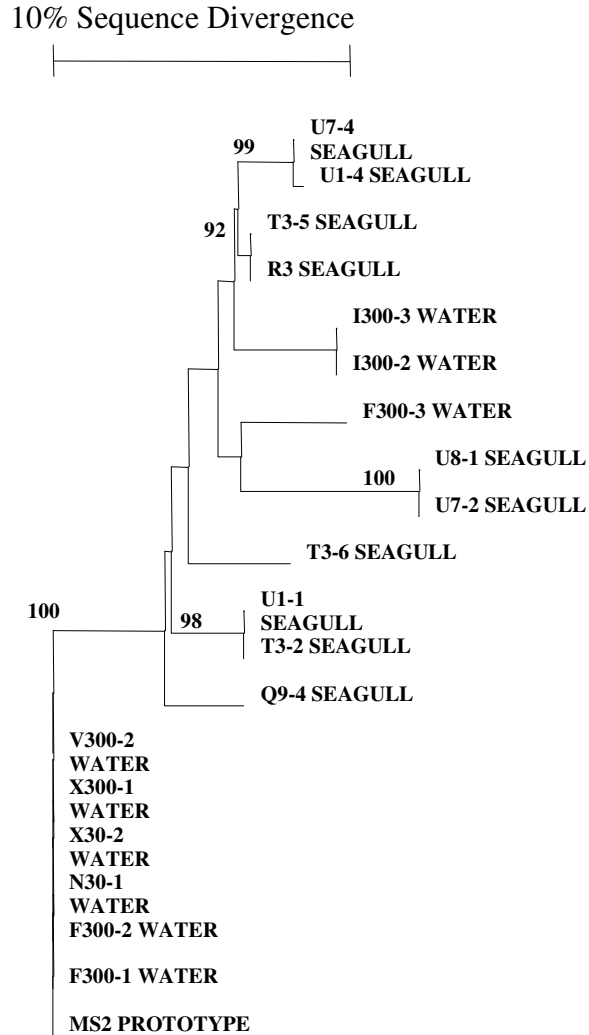 10% Sequence Divergence
U7-4
99
SEAGULL
U1-4 SEAGULL
T3-5 SEAGULL
92
R3 SEAGULL
I300-3 WATER
I300-2 WATER
F300-3 WATER
U8-1 SEAGULL
100
U7-2 SEAGULL
T3-6 SEAGULL
U1-1
100
98
SEAGULL
T3-2 SEAGULL
Q9-4 SEAGULL
V300-2
WATER
X300-1
WATER
X30-2
WATER
N30-1
WATER
F300-2 WATER
F300-1 WATER
MS2 PROTOTYPE